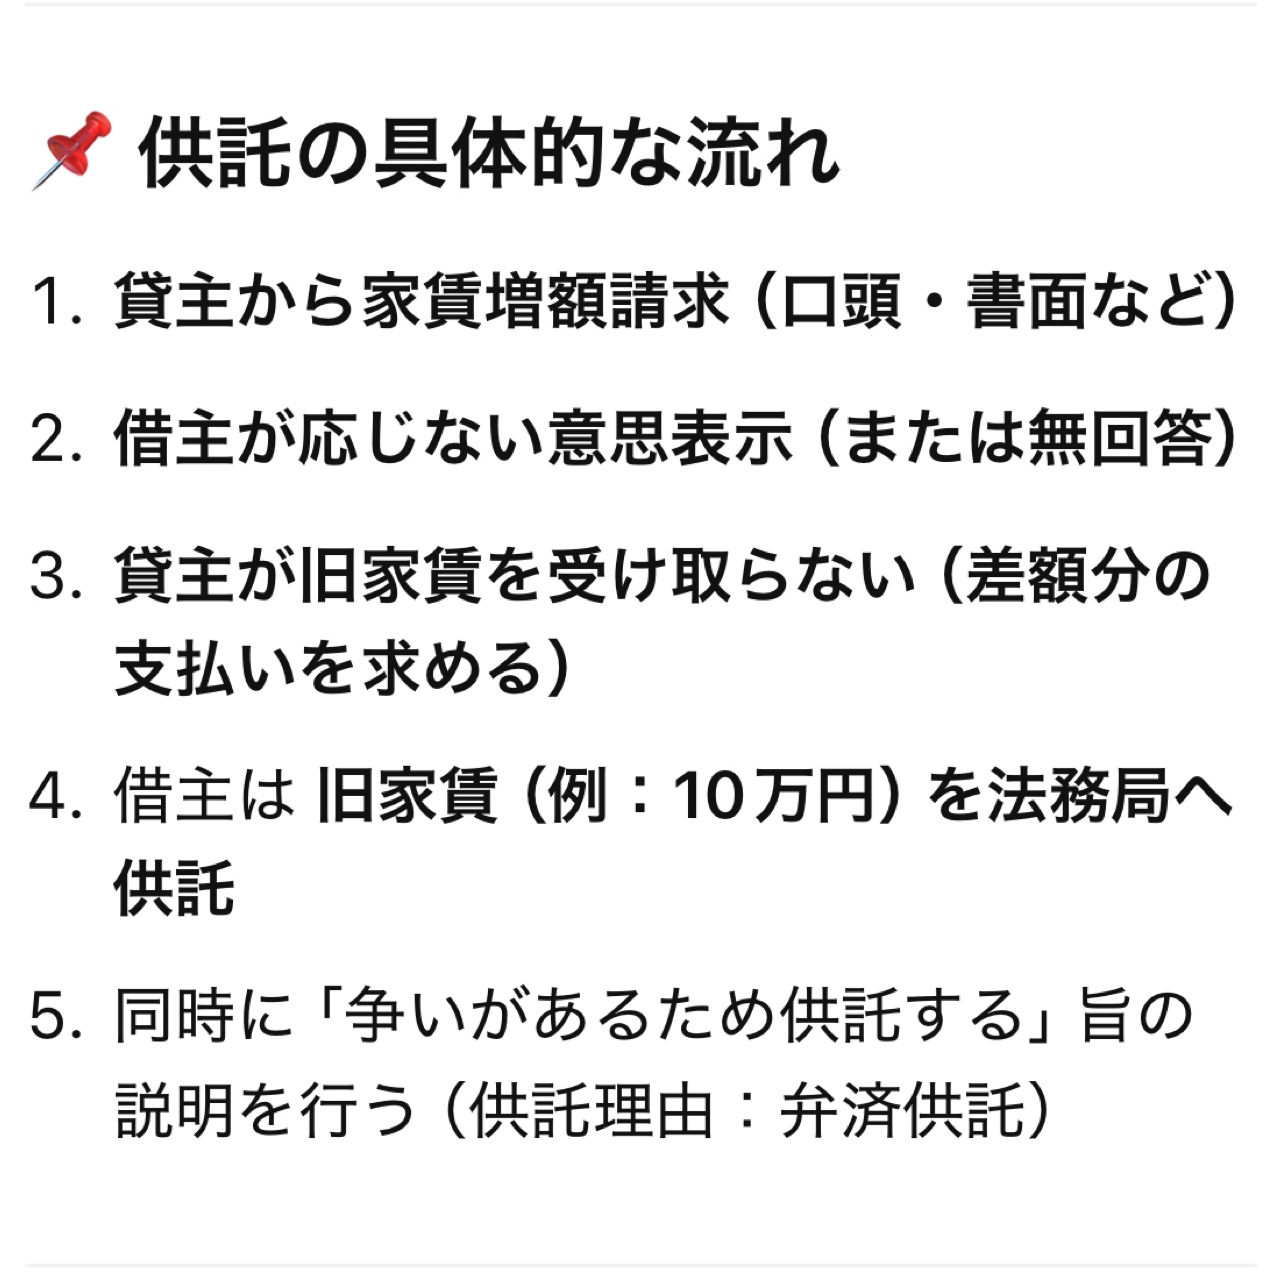 📌 供託の具体的な流れ
1. 貸主から家賃増額請求（口頭・書面など）
2. 借主が応じない意思表示（または無回答）
3. 貸主が旧家賃を受け取らない（差額分の
支払いを求める）
4. 借主は 旧家賃（例：10万円）を法務局へ
供託
5. 同時に「争いがあるため供託する」旨の
説明を行う（供託理由：弁済供託）